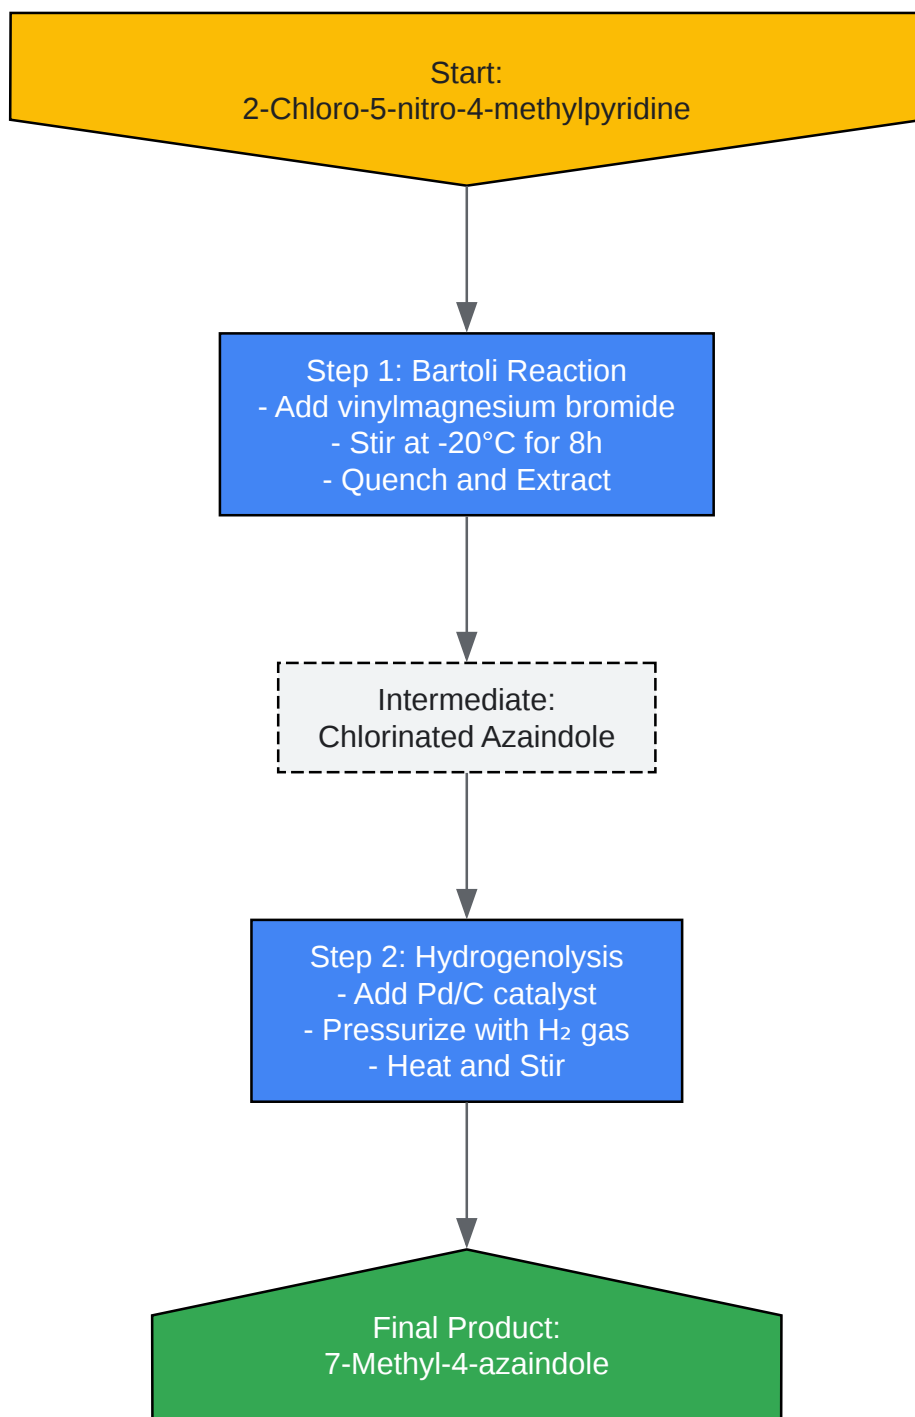 Start:
2-Chloro-5-nitro-4-methylpyridine
Step 1: Bartoli Reaction
- Add vinylmagnesium bromide
- Stir at -20°C for 8h
- Quench and Extract
Intermediate:
Chlorinated Azaindole
Step 2: Hydrogenolysis
- Add Pd/C catalyst
- Pressurize with H₂ gas
- Heat and Stir
Final Product:
7-Methyl-4-azaindole